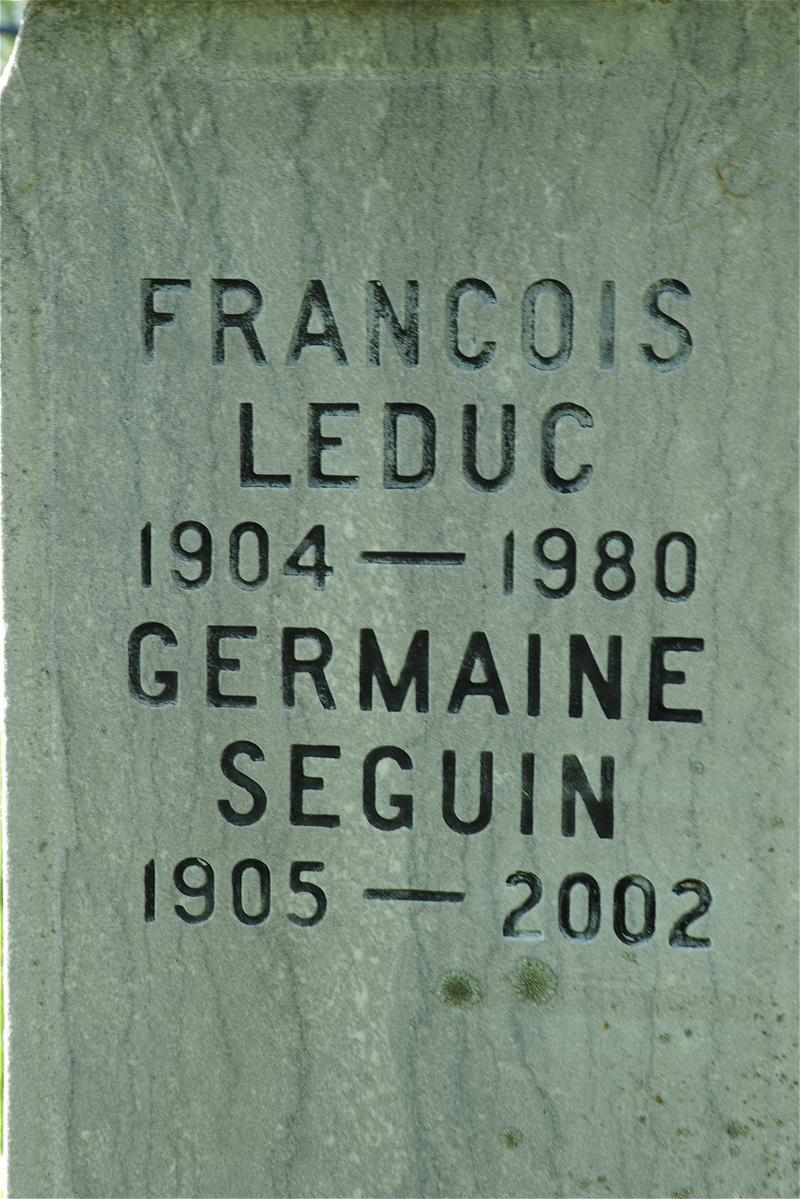 FRANCOIS
LEDUC
1904 — 1980
GERMAINE
SEGUIN
1905 — 2002